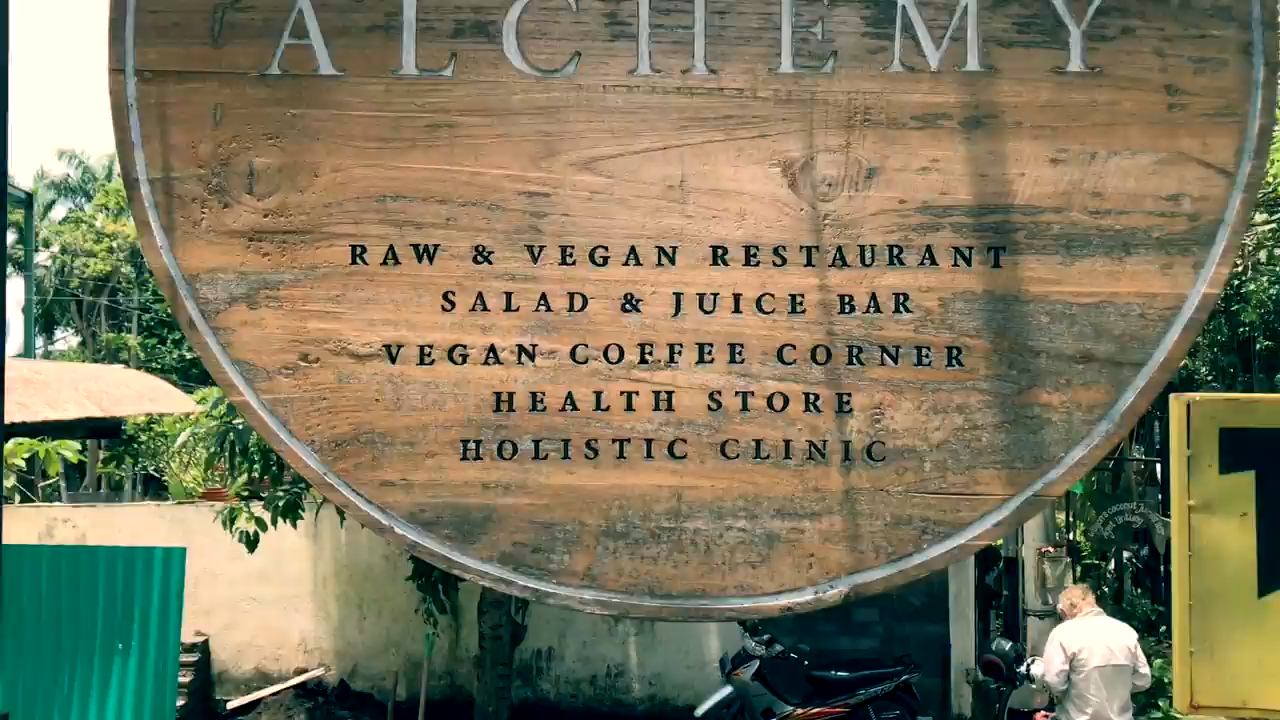 ALCHEMY
RAW & VEGAN RESTAURANT
SALAD & JUICE BAR
VEGAN COFFEE CORNER
HEALTH STORE
HOLISTIC CLINIC